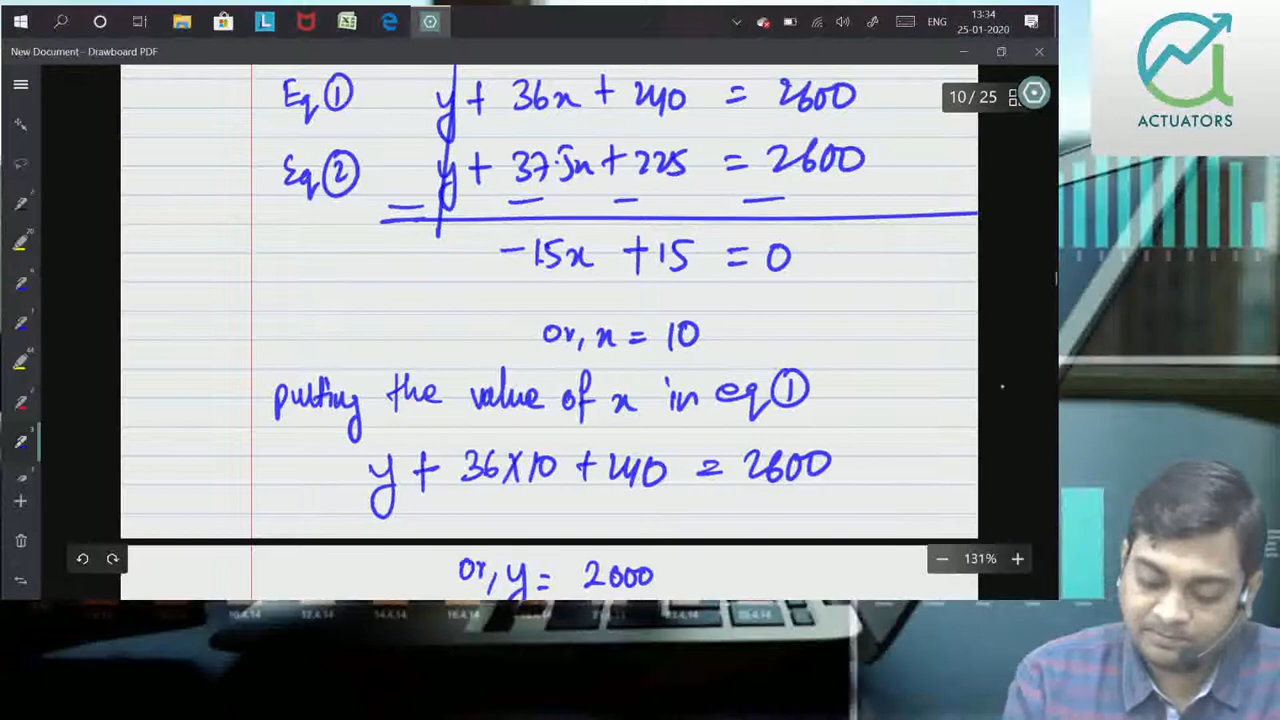 13:34
ENG
25-01-2020
New Document - Drawboard PDF
ACTUATORS
10 / 25
Eq ① y + 36x + 240 = 2600
Eq ② y + 37.5x + 225 = 2600
-15x + 15 = 0
or, x = 10
putting the value of x in eq ①
y + 36 X 10 + 240 = 2600
131%
or, y = 2000